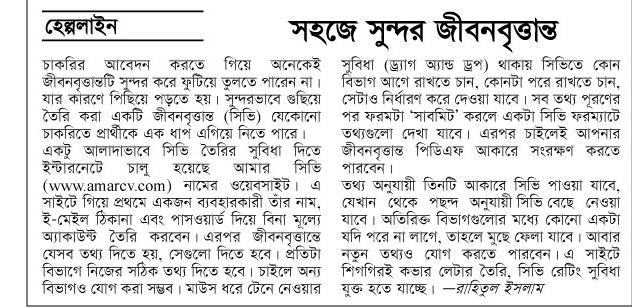 হেল্পলাইন
সহজে সুন্দর জীবনবৃত্তান্ত
চাকরির আবেদন করতে গিয়ে অনেকেই
জীবনবৃত্তান্তটি সুন্দর করে ফুটিয়ে তুলতে পারেন না।
যার কারণে পিছিয়ে পড়তে হয়। সুন্দরভাবে গুছিয়ে
তৈরি করা একটি জীবনবৃত্তান্ত (সিভি) যেকোনো
চাকরিতে প্রার্থীকে এক ধাপ এগিয়ে নিতে পারে।
একটু আলাদাভাবে সিভি তৈরির সুবিধা দিতে
ইন্টারনেটে চালু হয়েছে আমার সিভি
(www.amarcv.com) নামের ওয়েবসাইট। এ
সাইটে গিয়ে প্রথমে একজন ব্যবহারকারী তাঁর নাম,
ই-মেইল ঠিকানা এবং পাসওয়ার্ড দিয়ে বিনা মূল্যে
অ্যাকাউন্ট তৈরি করবেন। এরপর জীবনবৃত্তান্তে
যেসব তথ্য দিতে হয়, সেগুলো দিতে হবে। প্রতিটা
বিভাগে নিজের সঠিক তথ্য দিতে হবে। চাইলে অন্য
বিভাগও যোগ করা সম্ভব। মাউস ধরে টেনে নেওয়ার
সুবিধা (ড্র্যাগ অ্যান্ড ড্রপ) থাকায় সিভিতে কোন
বিভাগ আগে রাখতে চান, কোনটা পরে রাখতে চান,
সেটাও নির্ধারণ করে দেওয়া যাবে। সব তথ্য পূরণের
পর ফরমটা ‘সাবমিট’ করলে একটা সিভি ফরম্যাটে
তথ্যগুলো দেখা যাবে। এরপর চাইলেই আপনার
জীবনবৃত্তান্ত পিডিএফ আকারে সংরক্ষণ করতে
পারবেন।
তথ্য অনুযায়ী তিনটি আকারে সিভি পাওয়া যাবে,
যেখান থেকে পছন্দ অনুযায়ী সিভি বেছে নেওয়া
যাবে। অতিরিক্ত বিভাগগুলোর মধ্যে কোনো একটা
যদি পরে না লাগে, তাহলে মুছে ফেলা যাবে। আবার
নতুন তথ্যও যোগ করতে পারবেন। এ সাইটে
শিগগিরই কভার লেটার তৈরি, সিভি রেটিং সুবিধা
যুক্ত হতে যাচ্ছে। —রাহিতুল ইসলাম